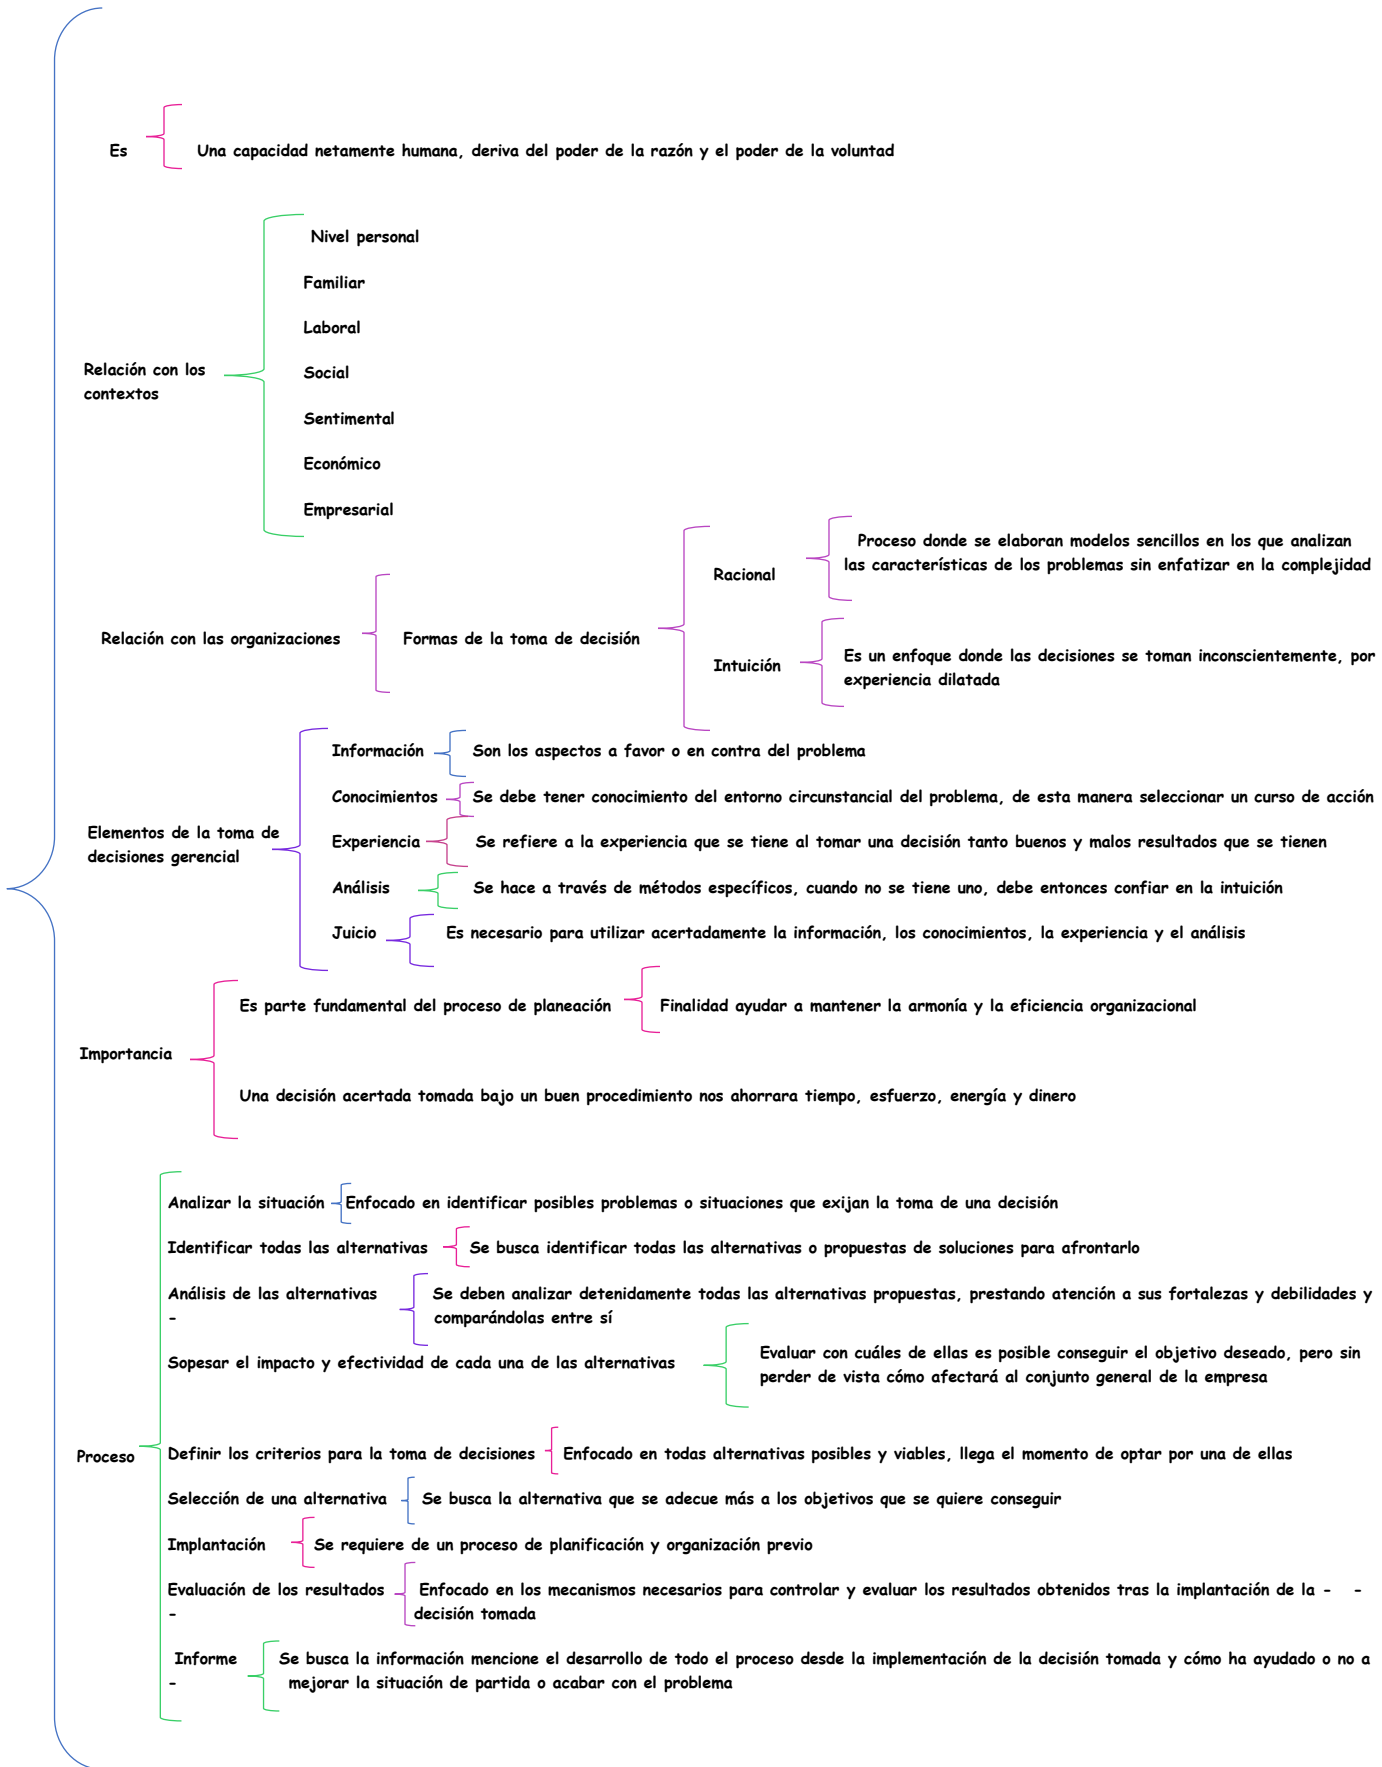 Es
Una capacidad netamente humana, deriva del poder de la razón y el poder de la voluntad
Relación con los
contextos
Nivel personal
Familiar
Laboral
Social
Sentimental
Económico
Empresarial
Relación con las organizaciones
Formas de la toma de decisión
Racional
Proceso donde se elaboran modelos sencillos en los que analizan
las características de los problemas sin enfatizar en la complejidad
Intuición
Es un enfoque donde las decisiones se toman inconscientemente, por
experiencia dilatada
Elementos de la toma de
decisiones gerencial
Información
Son los aspectos a favor o en contra del problema
Conocimientos
Se debe tener conocimiento del entorno circunstancial del problema, de esta manera seleccionar un curso de acción
Experiencia
Se refiere a la experiencia que se tiene al tomar una decisión tanto buenos y malos resultados que se tienen
Análisis
Se hace a través de métodos específicos, cuando no se tiene uno, debe entonces confiar en la intuición
Juicio
Es necesario para utilizar acertadamente la información, los conocimientos, la experiencia y el análisis
Importancia
Es parte fundamental del proceso de planeación
Finalidad ayudar a mantener la armonía y la eficiencia organizacional
Una decisión acertada tomada bajo un buen procedimiento nos ahorrara tiempo, esfuerzo, energía y dinero
Proceso
Analizar la situación
Enfocado en identificar posibles problemas o situaciones que exijan la toma de una decisión
Identificar todas las alternativas
Se busca identificar todas las alternativas o propuestas de soluciones para afrontarlo
Análisis de las alternativas
Se deben analizar detenidamente todas las alternativas propuestas, prestando atención a sus fortalezas y debilidades y
- comparándolas entre sí
Sopesar el impacto y efectividad de cada una de las alternativas
Evaluar con cuáles de ellas es posible conseguir el objetivo deseado, pero sin
perder de vista cómo afectará al conjunto general de la empresa
Definir los criterios para la toma de decisiones
Enfocado en todas alternativas posibles y viables, llega el momento de optar por una de ellas
Selección de una alternativa
Se busca la alternativa que se adecue más a los objetivos que se quiere conseguir
Implantación
Se requiere de un proceso de planificación y organización previo
Evaluación de los resultados
Enfocado en los mecanismos necesarios para controlar y evaluar los resultados obtenidos tras la implantación de la - -
- decisión tomada
Informe
Se busca la información mencione el desarrollo de todo el proceso desde la implementación de la decisión tomada y cómo ha ayudado o no a
- mejorar la situación de partida o acabar con el problema